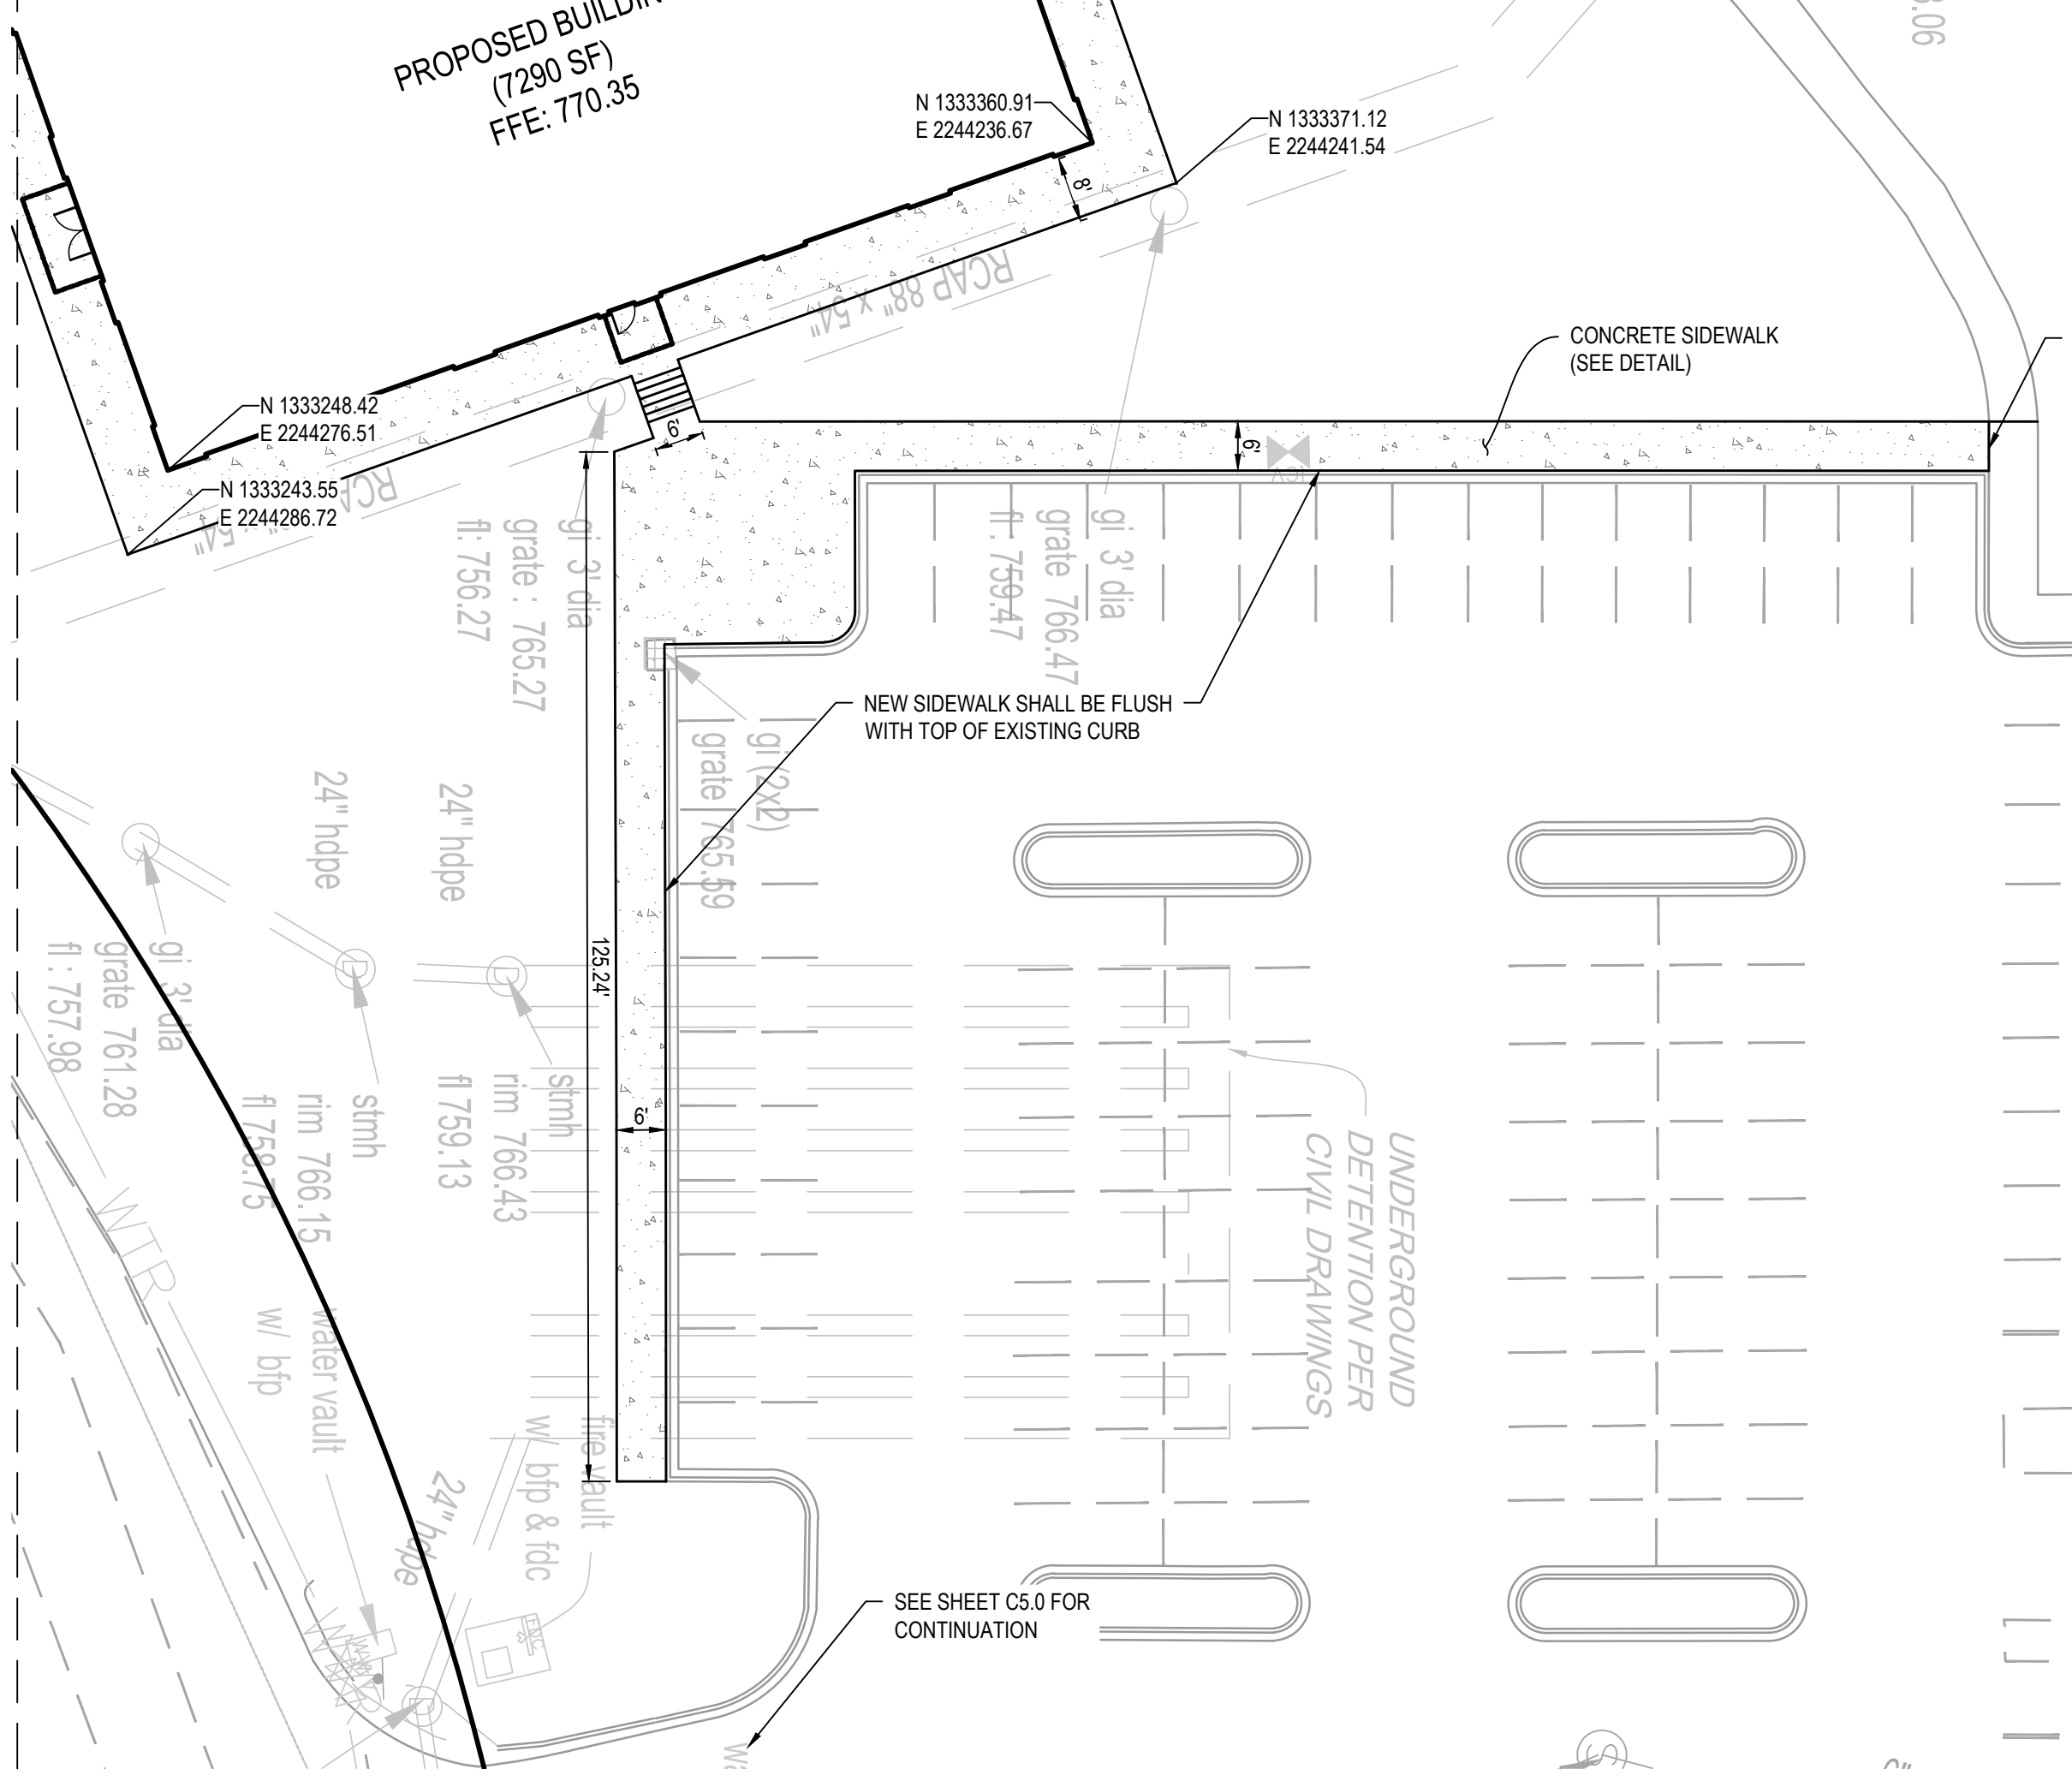 PROPOSED BUILDIN
(7290 SF)
FFE: 770.35
N 1333360.91
E 2244236.67
N 1333371.12
E 2244241.54
8'
3.06
RCAP 88" x 54"
CONCRETE SIDEWALK
(SEE DETAIL)
N 1333248.42
E 2244276.51
6'
6'
N 1333243.55
E 2244286.72
gi 3' dia
grate : 765.27
fl: 756.27
gi 3' dia
grate 766.47
fl: 759.47
NEW SIDEWALK SHALL BE FLUSH
WITH TOP OF EXISTING CURB
gi (2x2)
grate 765.59
24" hdpe
24" hdpe
125.24'
gi 3' dia
grate 761.28
fl : 757.98
stmh
rim 766.15
fl 758.75
stmh
rim 766.43
fl 759.13
6'
UNDERGROUND
DETENTION PER
CIVIL DRAWINGS
WTR
water vault
w/ bfp
fire vault
w/ bfp & fdc
24" hdpe
FDC
SEE SHEET C5.0 FOR
CONTINUATION
D
D
D
S